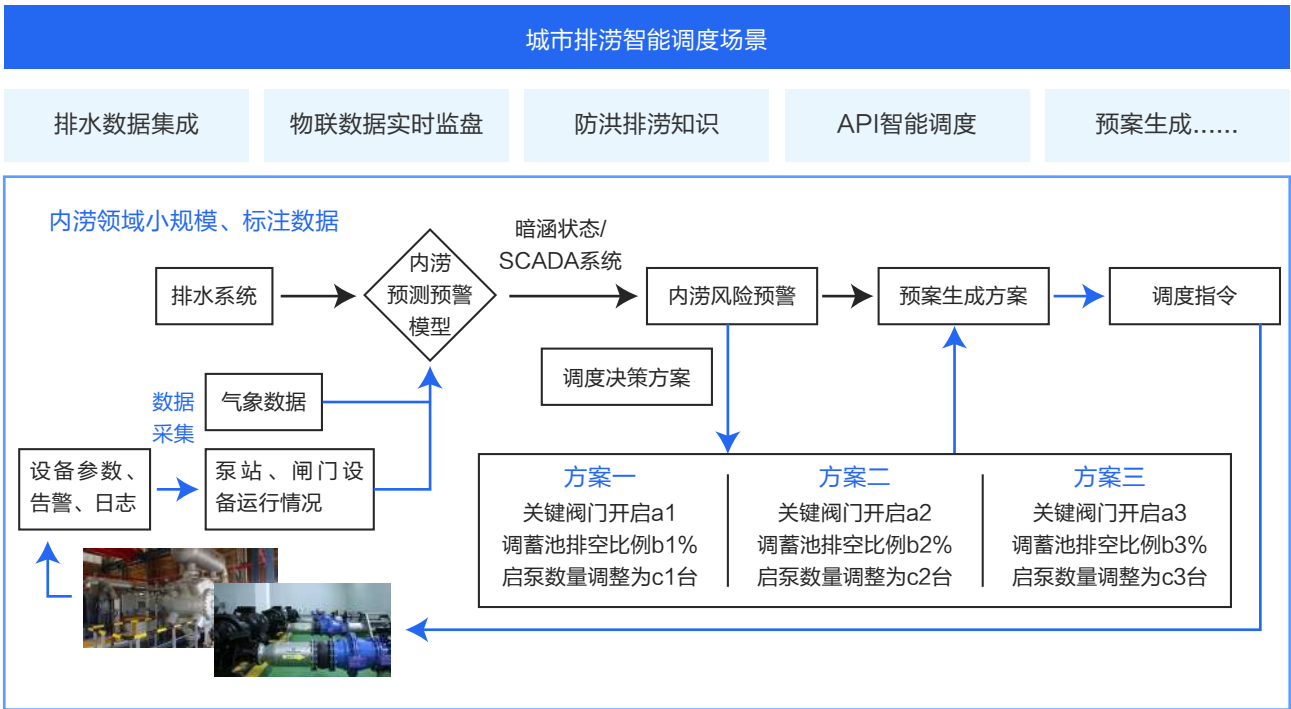 城市排涝智能调度场景
排水数据集成
物联数据实时监盘
防洪排涝知识
API智能调度
预案生成......
内涝领域小规模、标注数据
暗涵状态/
SCADA系统
排水系统
内涝
预测预警
模型
内涝风险预警
预案生成方案
调度指令
调度决策方案
数据
采集
气象数据
设备参数、
告警、日志
泵站、闸门设
备运行情况
方案一
关键阀门开启a1
调蓄池排空比例b1%
启泵数量调整为c1台
方案二
关键阀门开启a2
调蓄池排空比例b2%
启泵数量调整为c2台
方案三
关键阀门开启a3
调蓄池排空比例b3%
启泵数量调整为c3台